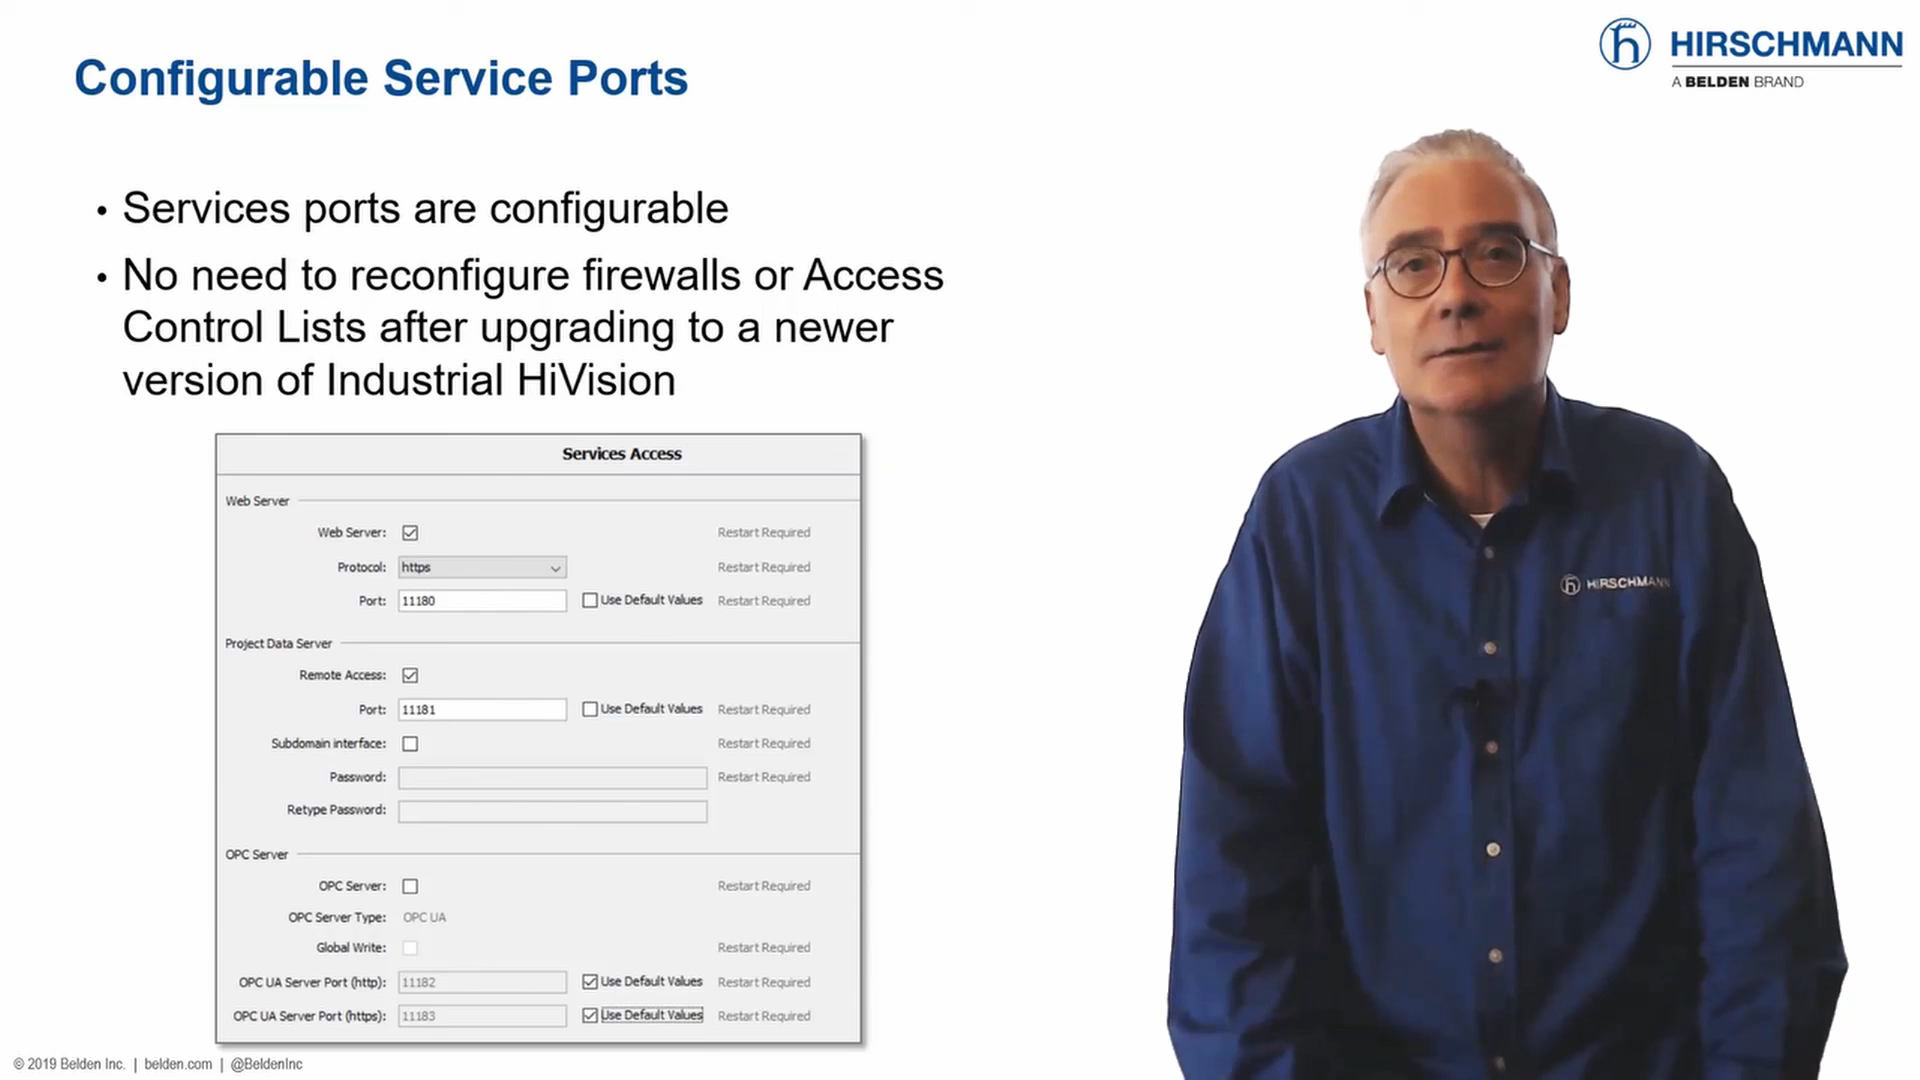 HIRSCHMANN
A BELDEN BRAND
Configurable Service Ports
• Services ports are configurable
• No need to reconfigure firewalls or Access
Control Lists after upgrading to a newer
version of Industrial HiVision
Services Access
Web Server
Web Server: Restart Required
Protocol: https Restart Required
Port: 11180 Use Default Values Restart Required
Project Data Server
Remote Access:
Port: 11181 Use Default Values Restart Required
Subdomain interface: Restart Required
Password: Restart Required
Retype Password:
OPC Server
OPC Server: Restart Required
OPC Server Type: OPC UA
Global Write: Restart Required
OPC UA Server Port (http): 11182 Use Default Values Restart Required
OPC UA Server Port (https): 11183 Use Default Values Restart Required
HIRSCHMANN
© 2019 Belden Inc. | belden.com | @BeldenInc